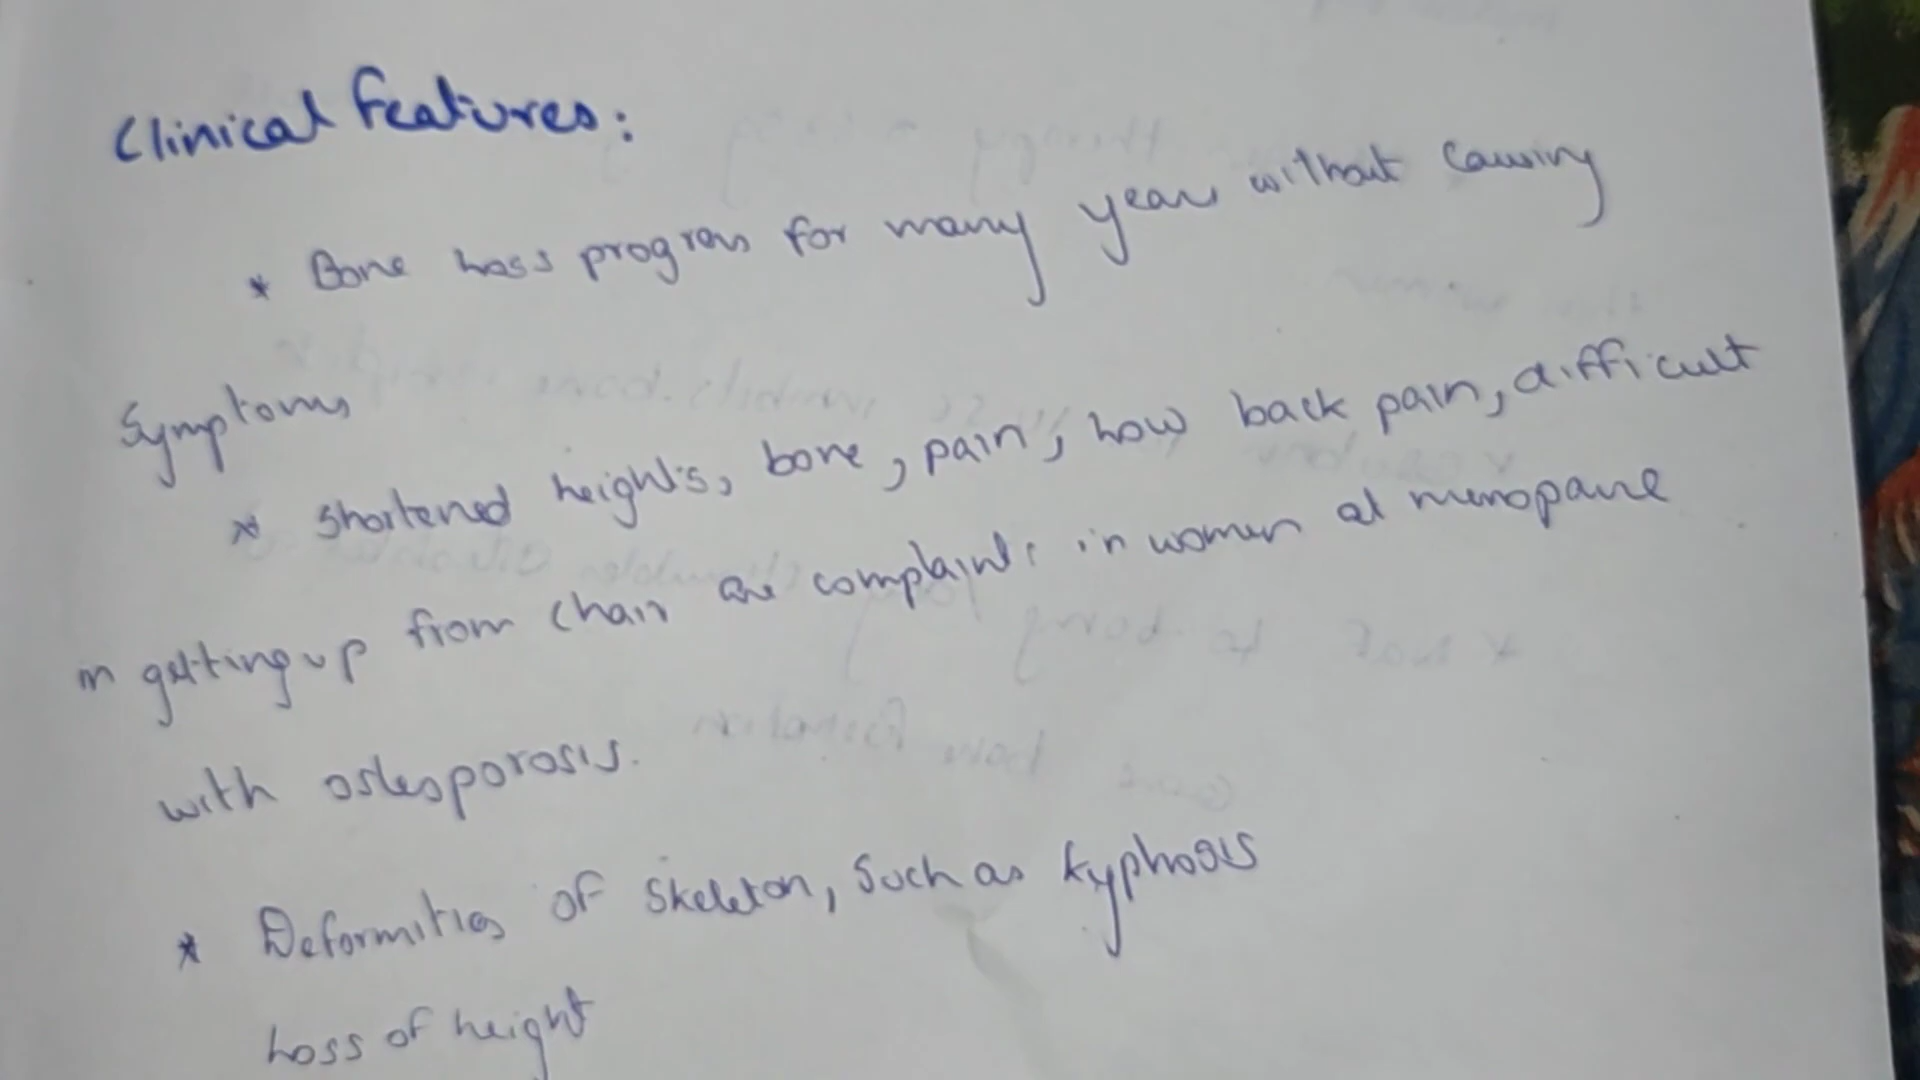 Clinical Features:
* Bone Loss progress for many years without causing
Symptoms
* Shortened heights, bone, pain, Low back pain, difficult
in getting up from chair are complaints in women at menopause
with osteoporosis.
* Deformities of skeleton, Such as kyphosis
Loss of height